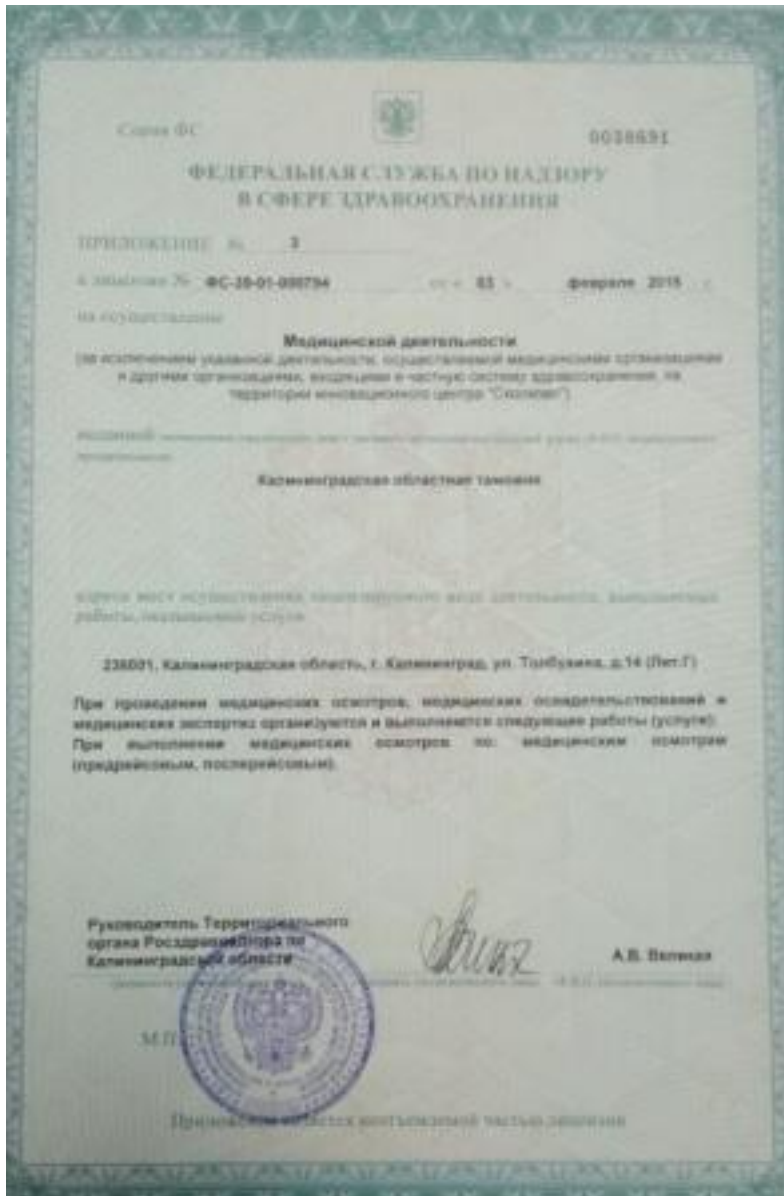 Серия ФС
0038691
ФЕДЕРАЛЬНАЯ СЛУЖБА ПО НАДЗОРУ
В СФЕРЕ ЗДРАВООХРАНЕНИЯ
ПРИЛОЖЕНИЕ № 3
к лицензии № ФС-39-01-000794 от « 03 » февраля 2015 г.
на осуществление
Медицинской деятельности
(за исключением указанной деятельности, осуществляемой медицинскими организациями
и другими организациями, входящими в частную систему здравоохранения, на
территории инновационного центра "Сколково")
Калининградская областная таможня
адреса мест осуществления лицензируемого вида деятельности, выполняемые
работы, оказываемые услуги
236001, Калининградская область, г. Калининград, ул. Толбухина, д.14 (Лит.Г)
При проведении медицинских осмотров, медицинских освидетельствований и
медицинских экспертиз организуются и выполняются следующие работы (услуги):
При выполнении медицинских осмотров по: медицинским осмотрам
(предрейсовым, послерейсовым).
Руководитель Территориального
органа Росздравнадзора по
Калининградской области
А.В. Великая
М.П.
Приложение является неотъемлемой частью лицензии